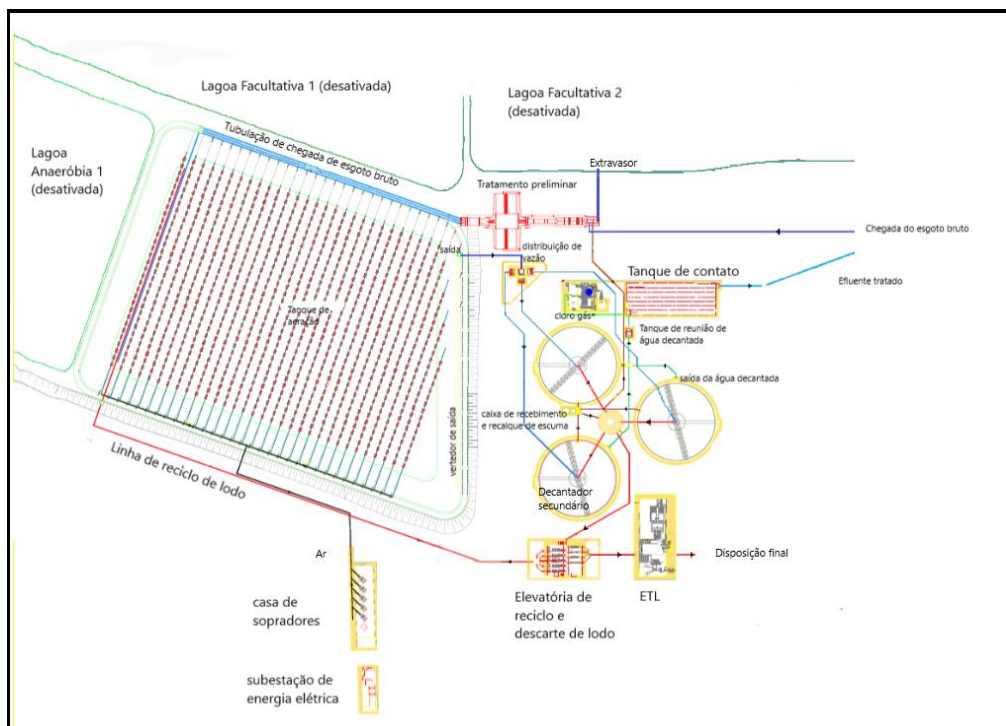 Lagoa Facultativa 1 (desativada)
Lagoa Facultativa 2
(desativada)
Tubulação de chegada de esgoto bruto
Lagoa
Anaeróbia 1
(desativada)
Extravasor
Tratamento preliminar
Chegada do esgoto bruto
saída
distribuição de
vazão
Tanque de contato
Efluente tratado
cloro gás
Tanque de
aeração
Tanque de reunião de
água decantada
saída da água decantada
caixa de recebimento
e recalque de escuma
vertedor de saída
Linha de reciclo de lodo
Decantador
secundário
Ar
Disposição final
casa de
sopradores
Elevatória de
reciclo e
descarte de lodo
ETL
subestação de
energia elétrica